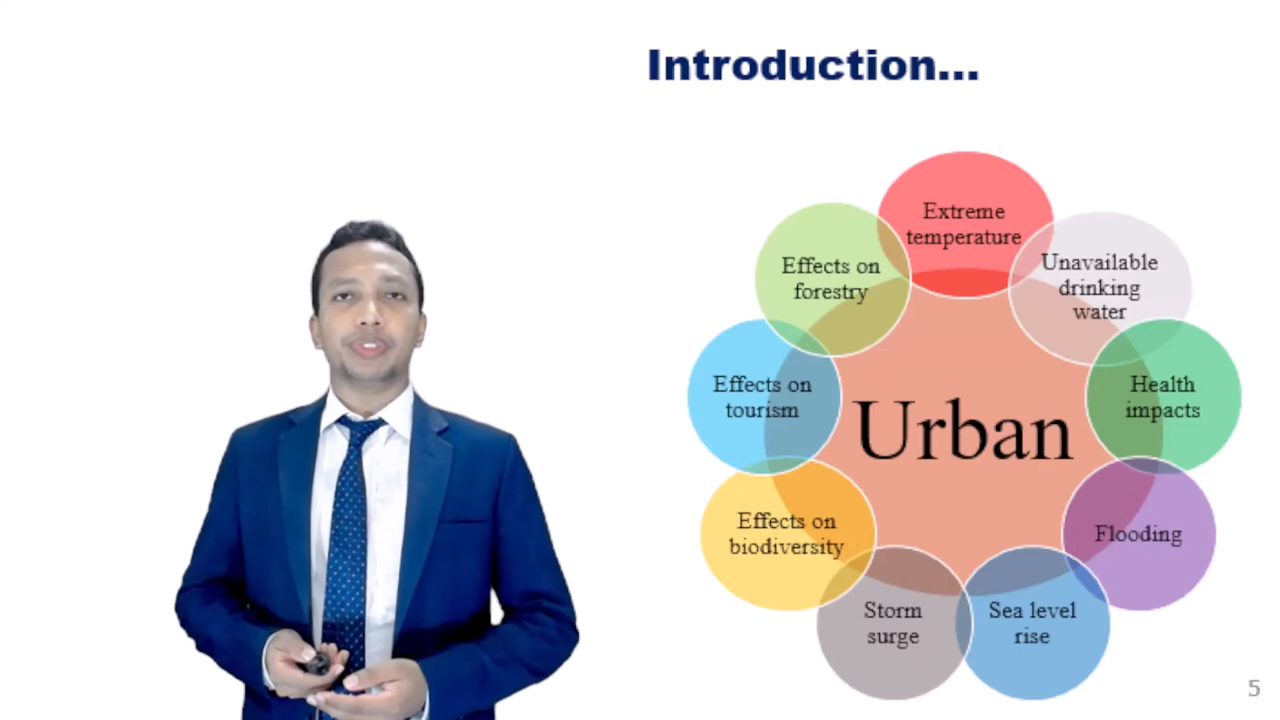 Introduction...
Extreme
temperature
Unavailable
drinking
water
Health
impacts
Flooding
Sea level
rise
Storm
surge
Effects on
biodiversity
Effects on
tourism
Effects on
forestry
Urban
5